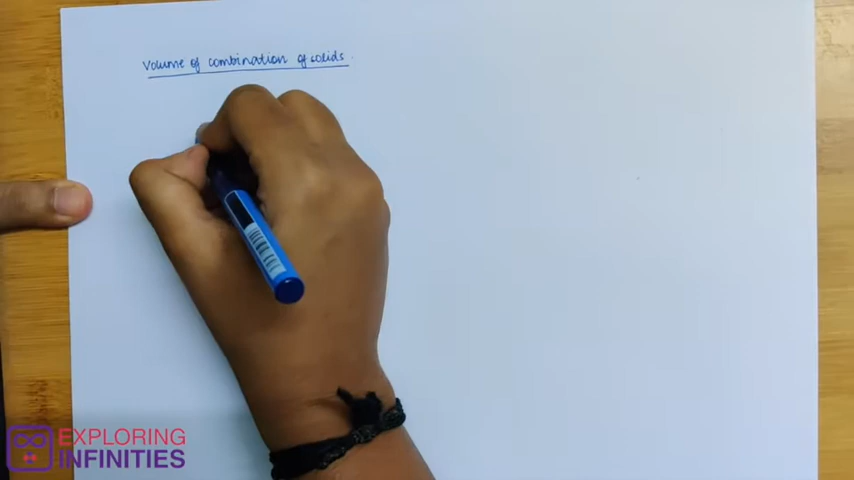 Volume of combination of solids.
EXPLORING
INFINITIES